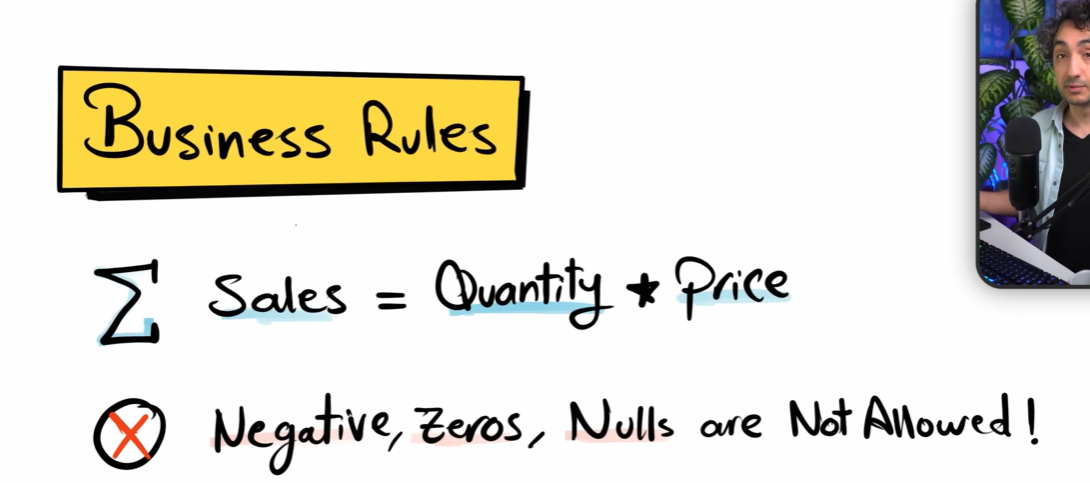 Business Rules
∑ Sales = Quantity * Price
Negative, Zeros, Nulls are Not Allowed!